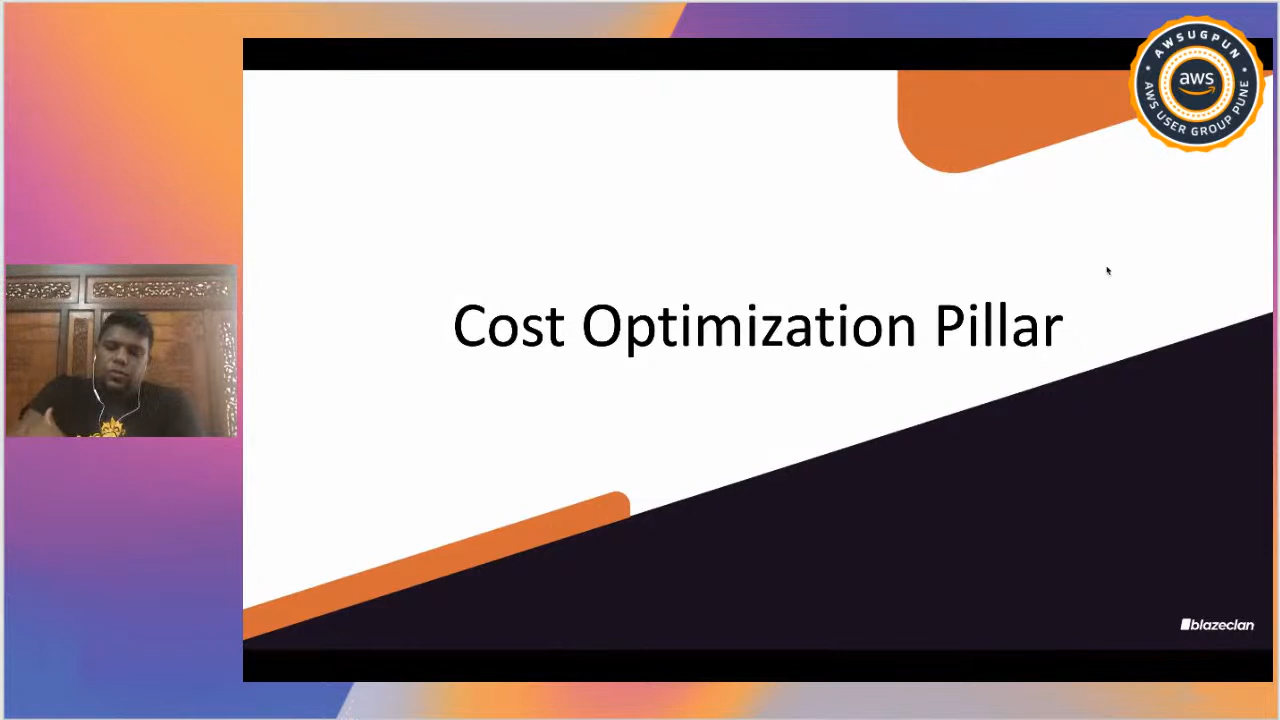 AWSUGPUN
aws
AWS USER GROUP PUNE
Cost Optimization Pillar
blazeclan